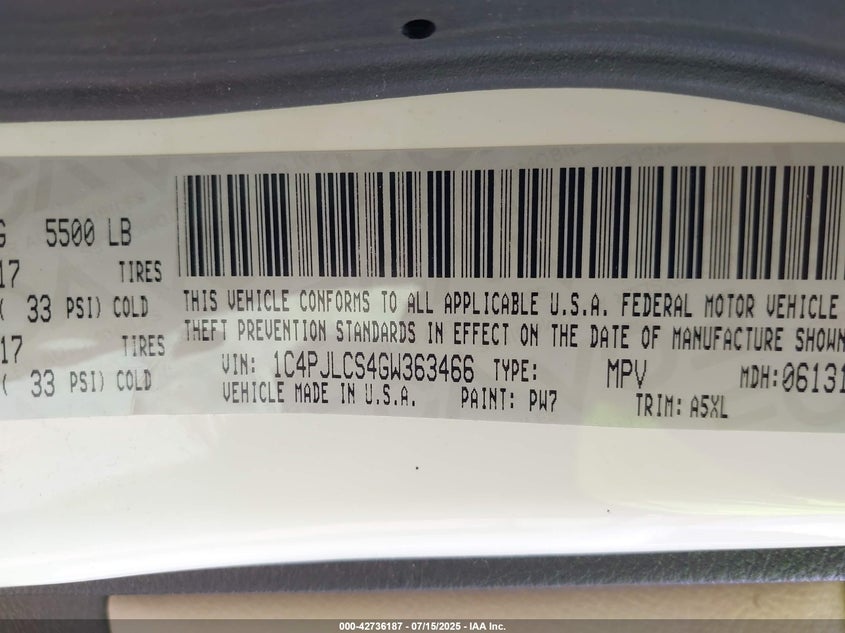 G 5500 LB
17 TIRES
( 33 PSI) COLD
17 TIRES
( 33 PSI) COLD
THIS VEHICLE CONFORMS TO ALL APPLICABLE U.S.A. FEDERAL MOTOR VEHICLE
THEFT PREVENTION STANDARDS IN EFFECT ON THE DATE OF MANUFACTURE SHOWN
VIN: 1C4PJLCS4GW363466 TYPE: MPV MDH: 06131
VEHICLE MADE IN U.S.A. PAINT: PW7 TRIM: A5XL
000-42736187 - 07/15/2025 - IAA Inc.